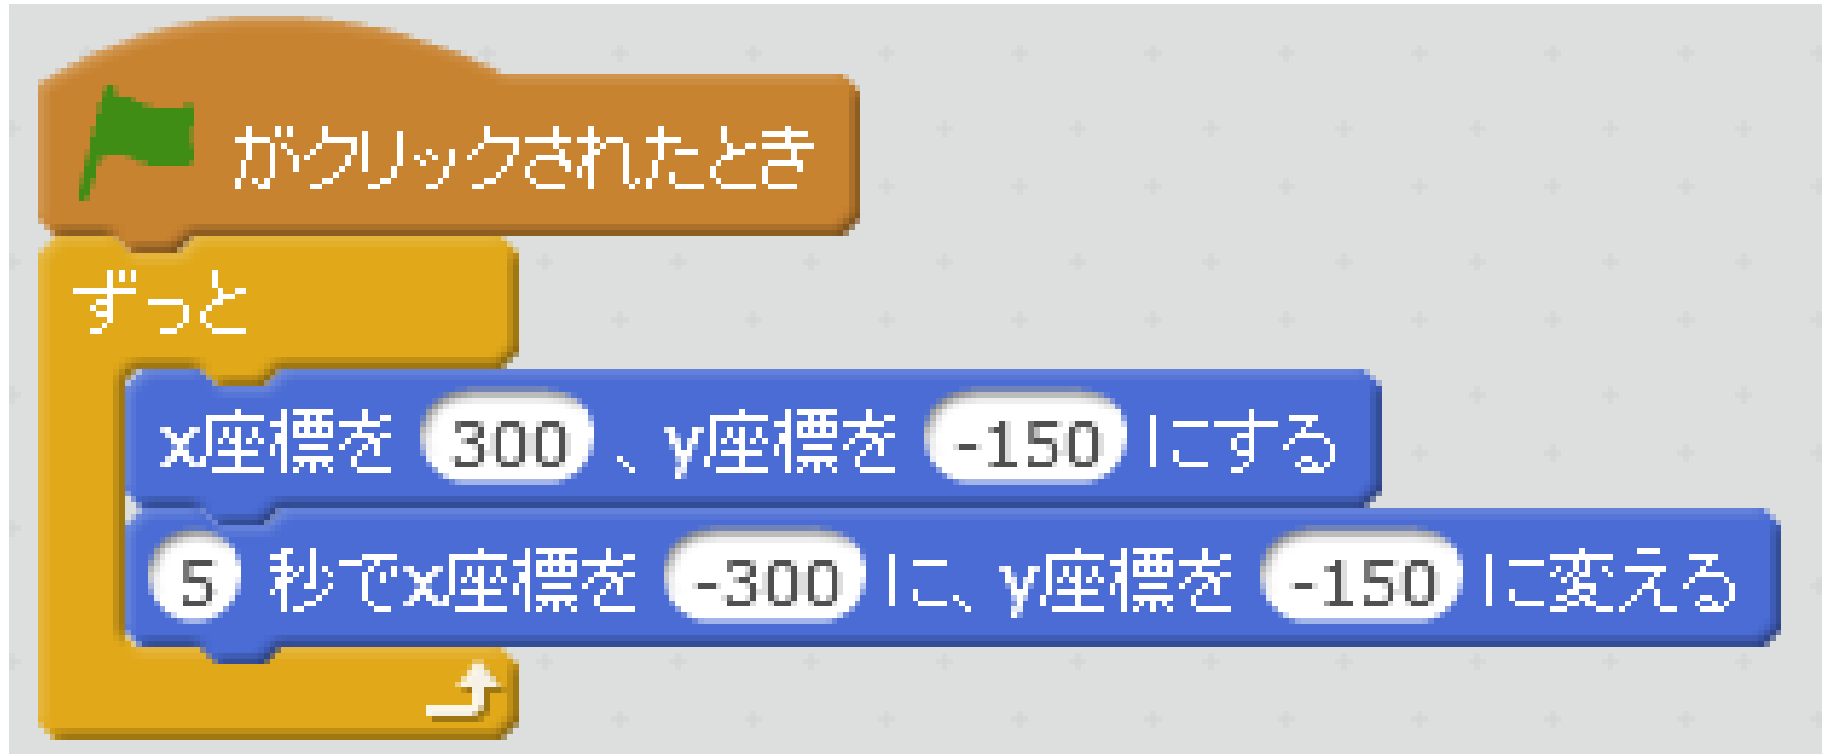 がクリックされたとき
ずっと
x座標を 300 、y座標を -150 にする
5 秒でx座標を -300 に、y座標を -150 に変える